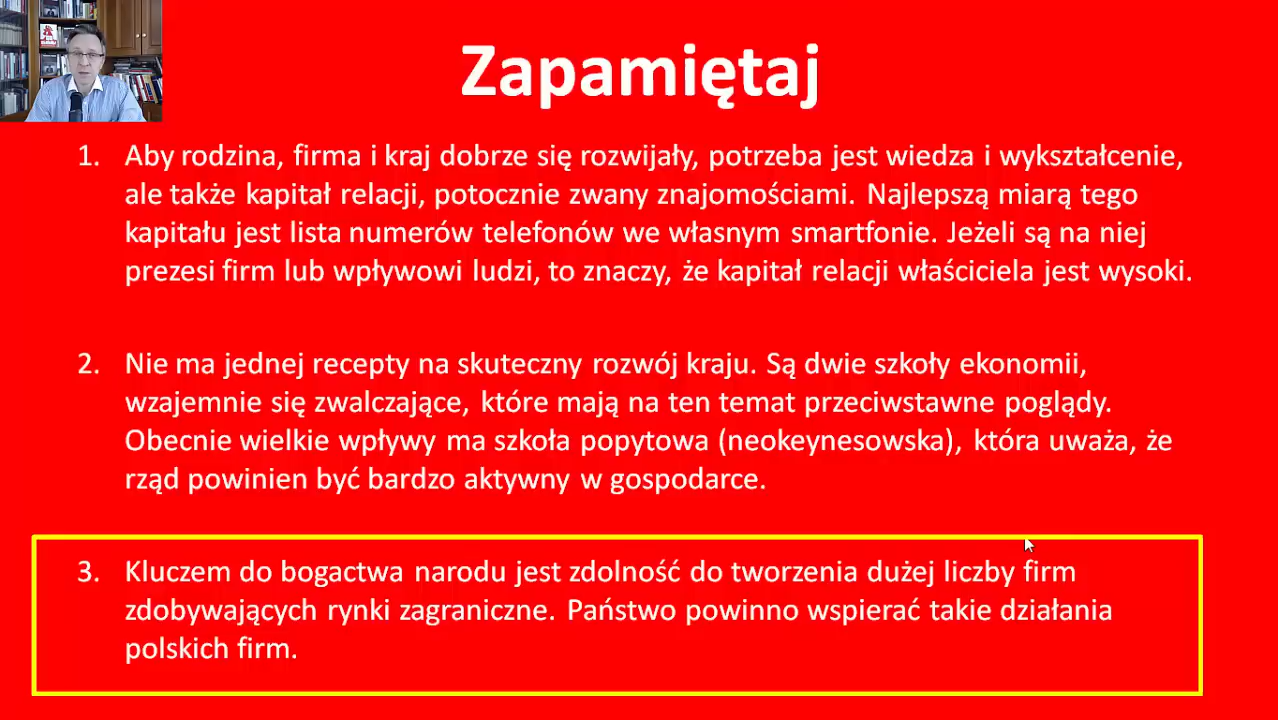 Zapamiętaj
1. Aby rodzina, firma i kraj dobrze się rozwijały, potrzeba jest wiedza i wykształcenie,
ale także kapitał relacji, potocznie zwany znajomościami. Najlepszą miarą tego
kapitału jest lista numerów telefonów we własnym smartfonie. Jeżeli są na niej
prezesi firm lub wpływowi ludzi, to znaczy, że kapitał relacji właściciela jest wysoki.
2. Nie ma jednej recepty na skuteczny rozwój kraju. Są dwie szkoły ekonomii,
wzajemnie się zwalczające, które mają na ten temat przeciwstawne poglądy.
Obecnie wielkie wpływy ma szkoła popytowa (neokeynesowska), która uważa, że
rząd powinien być bardzo aktywny w gospodarce.
3. Kluczem do bogactwa narodu jest zdolność do tworzenia dużej liczby firm
zdobywających rynki zagraniczne. Państwo powinno wspierać takie działania
polskich firm.